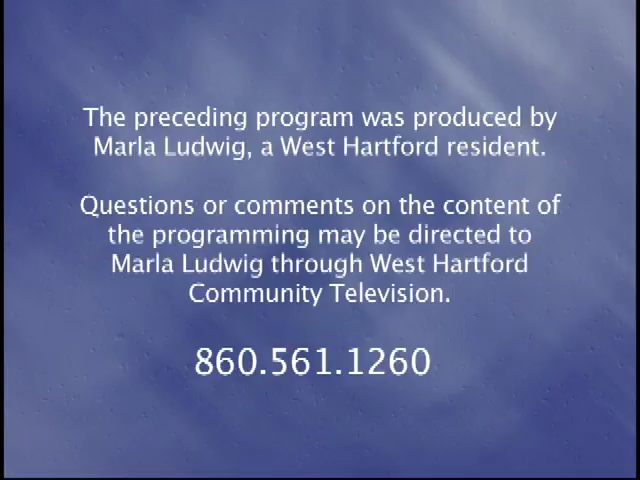 The preceding program was produced by
Marla Ludwig, a West Hartford resident.
Questions or comments on the content of
the programming may be directed to
Marla Ludwig through West Hartford
Community Television.
860.561.1260